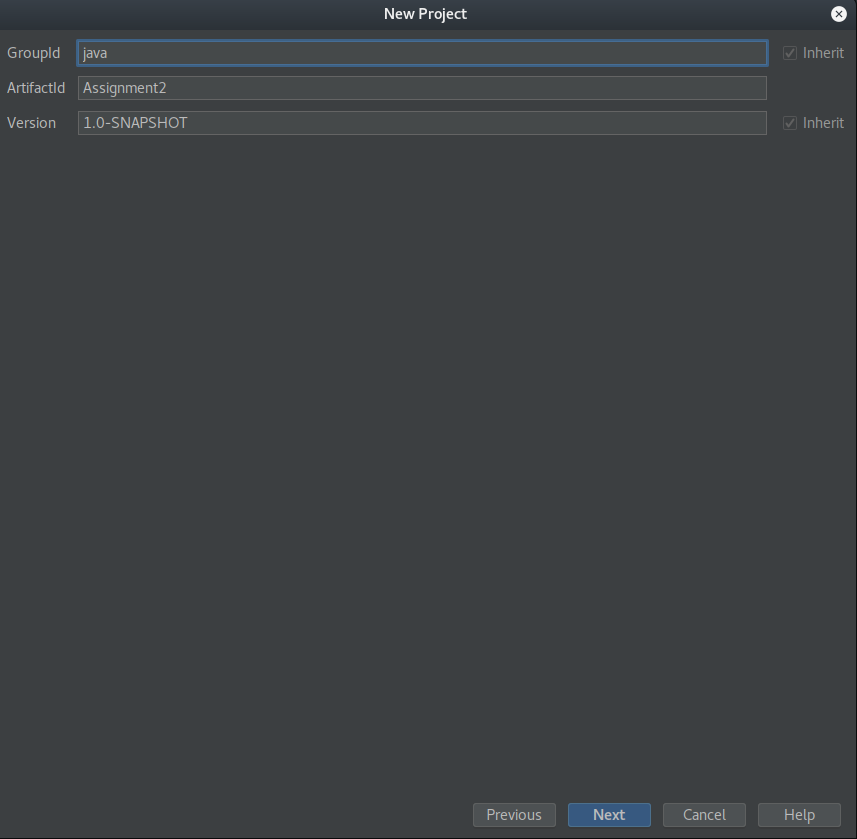 New Project
GroupId java Inherit
ArtifactId Assignment2
Version 1.0-SNAPSHOT Inherit
Previous Next Cancel Help